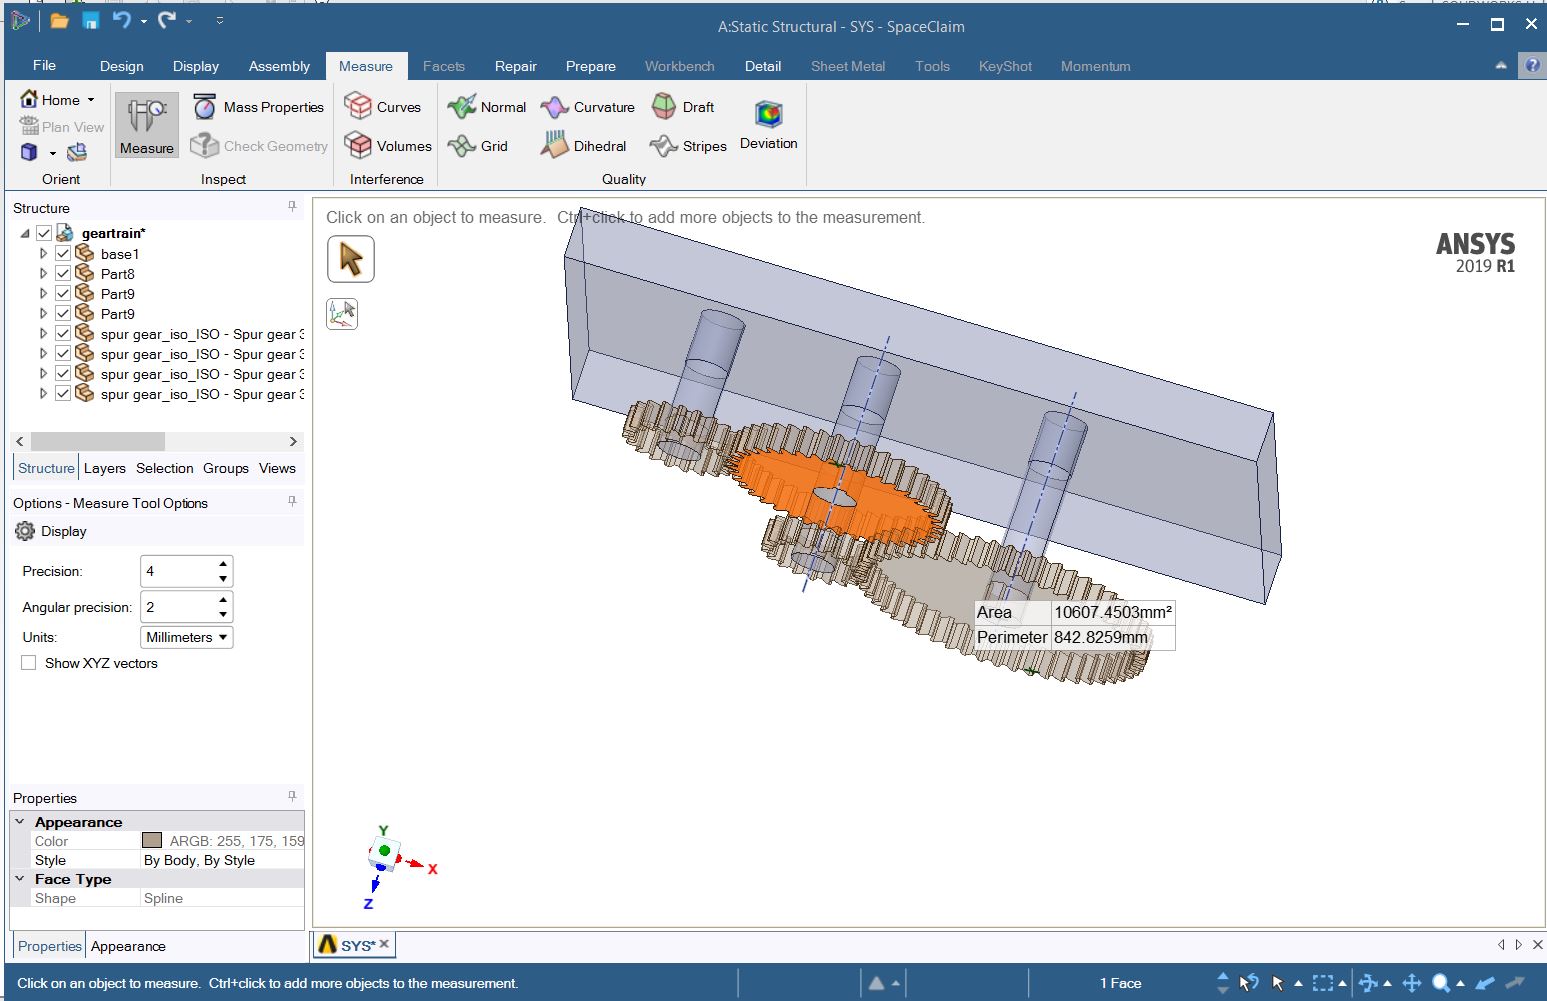 A:Static Structural - SYS - SpaceClaim
File Design Display Assembly Measure Facets Repair Prepare Workbench Detail Sheet Metal Tools KeyShot Momentum
Home Mass Properties Curves Normal Curvature Draft
Plan View
Measure Check Geometry Volumes Grid Dihedral Stripes Deviation
Orient Inspect Interference Quality
Structure
Click on an object to measure. Ctrl+click to add more objects to the measurement.
geartrain*
base1
Part8
Part9
Part9
spur gear_iso_ISO - Spur gear 3
spur gear_iso_ISO - Spur gear 3
spur gear_iso_ISO - Spur gear 3
spur gear_iso_ISO - Spur gear 3
ANSYS
2019 R1
Structure Layers Selection Groups Views
Options - Measure Tool Options
Display
Precision: 4
Angular precision: 2
Units: Millimeters
Show XYZ vectors
Area 10607.4503mm²
Perimeter 842.8259mm
Properties
Appearance
Color ARGB: 255, 175, 159
Style By Body, By Style
Face Type
Shape Spline
Y
X
Z
Properties Appearance
SYS*
Click on an object to measure. Ctrl+click to add more objects to the measurement. 1 Face